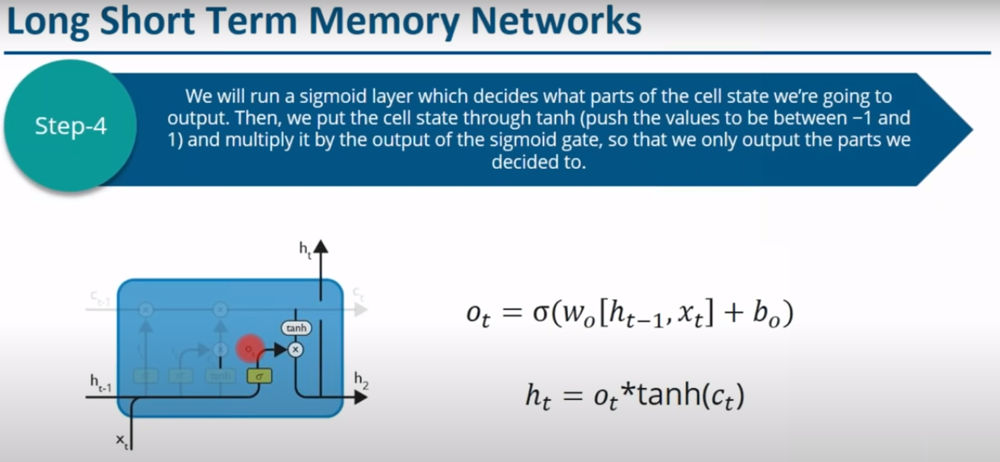 Long Short Term Memory Networks
Step-4
We will run a sigmoid layer which decides what parts of the cell state we're going to
output. Then, we put the cell state through tanh (push the values to be between −1 and
1) and multiply it by the output of the sigmoid gate, so that we only output the parts we
decided to.
h_t
c_t-1
c_t
tanh
x
x
x
x
o_t
σ
σ
tanh
σ
h_t-1
h_2
x_t
o_t = σ(w_o[h_t−1, x_t] + b_o)
h_t = o_t*tanh(c_t)